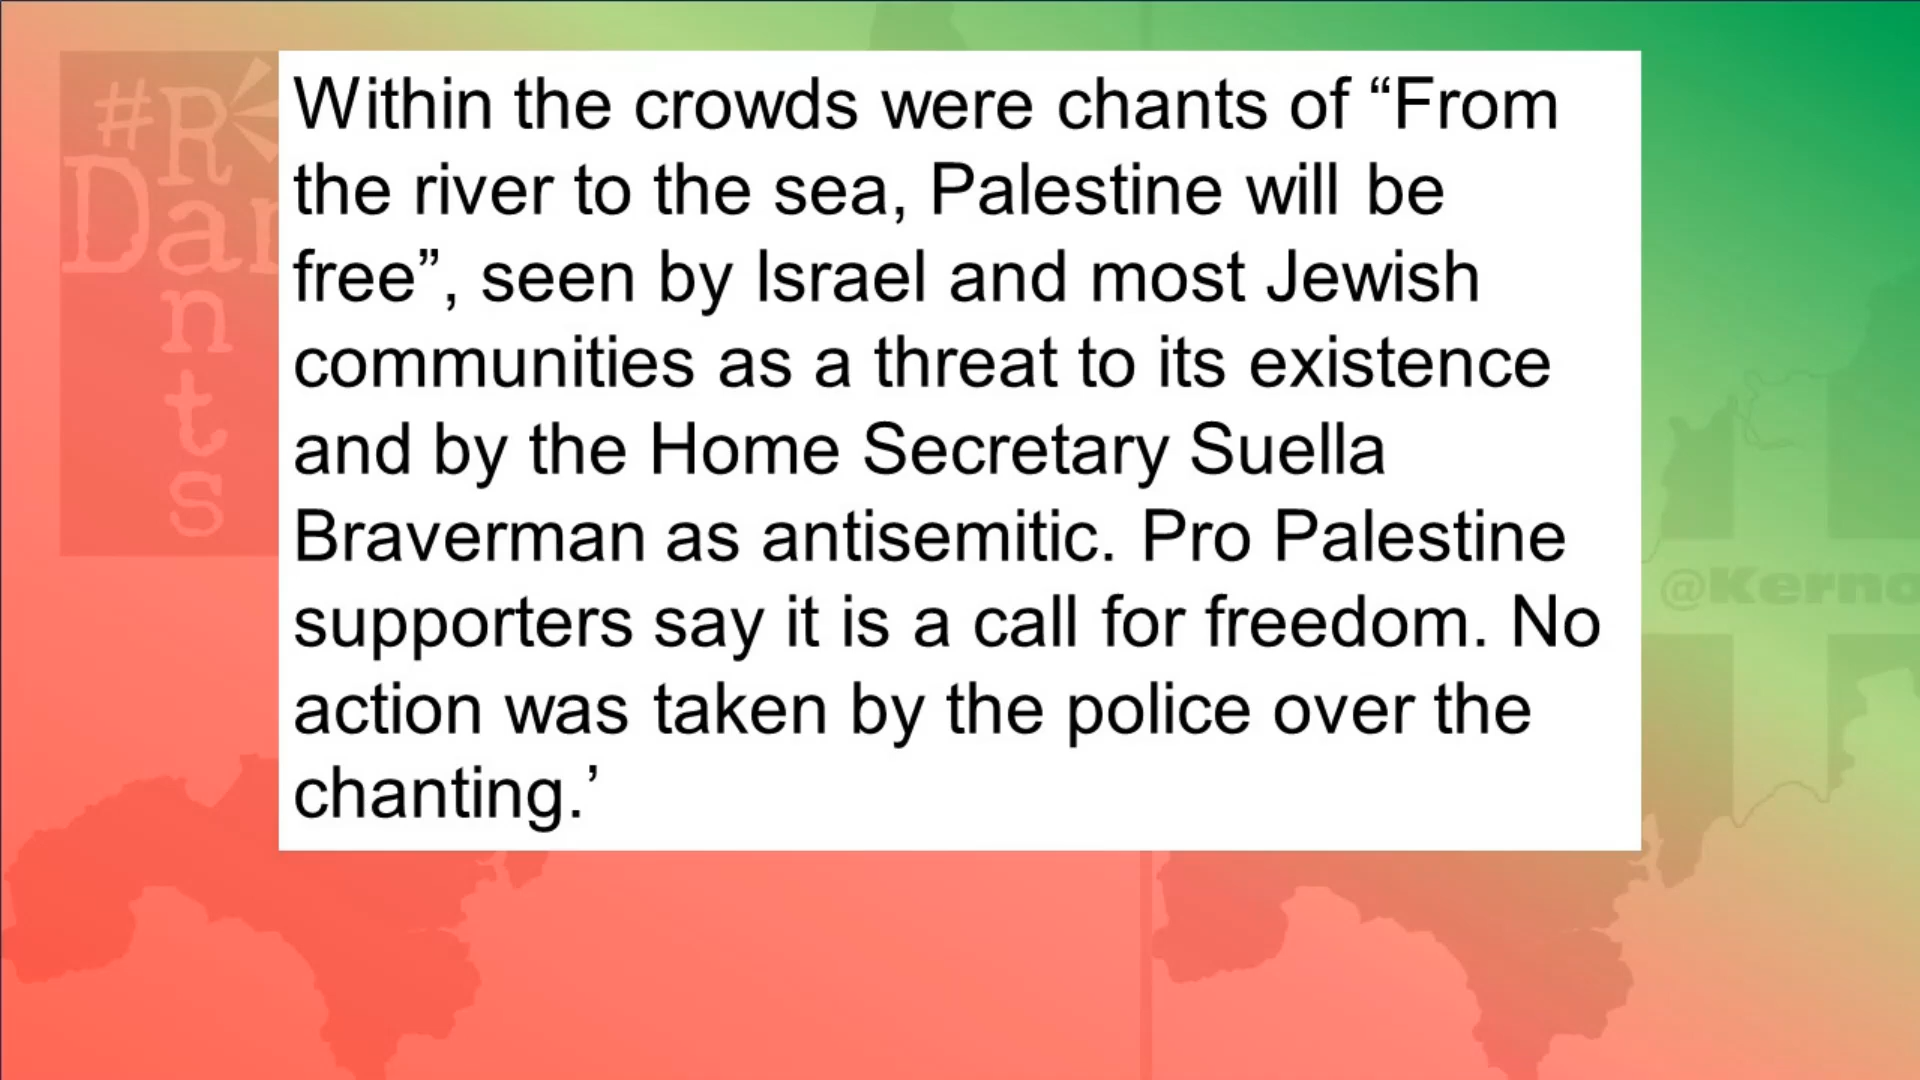 #R
Dan
n
t
s
Within the crowds were chants of “From
the river to the sea, Palestine will be
free”, seen by Israel and most Jewish
communities as a threat to its existence
and by the Home Secretary Suella
Braverman as antisemitic. Pro Palestine
supporters say it is a call for freedom. No
action was taken by the police over the
chanting.’
@Kerno